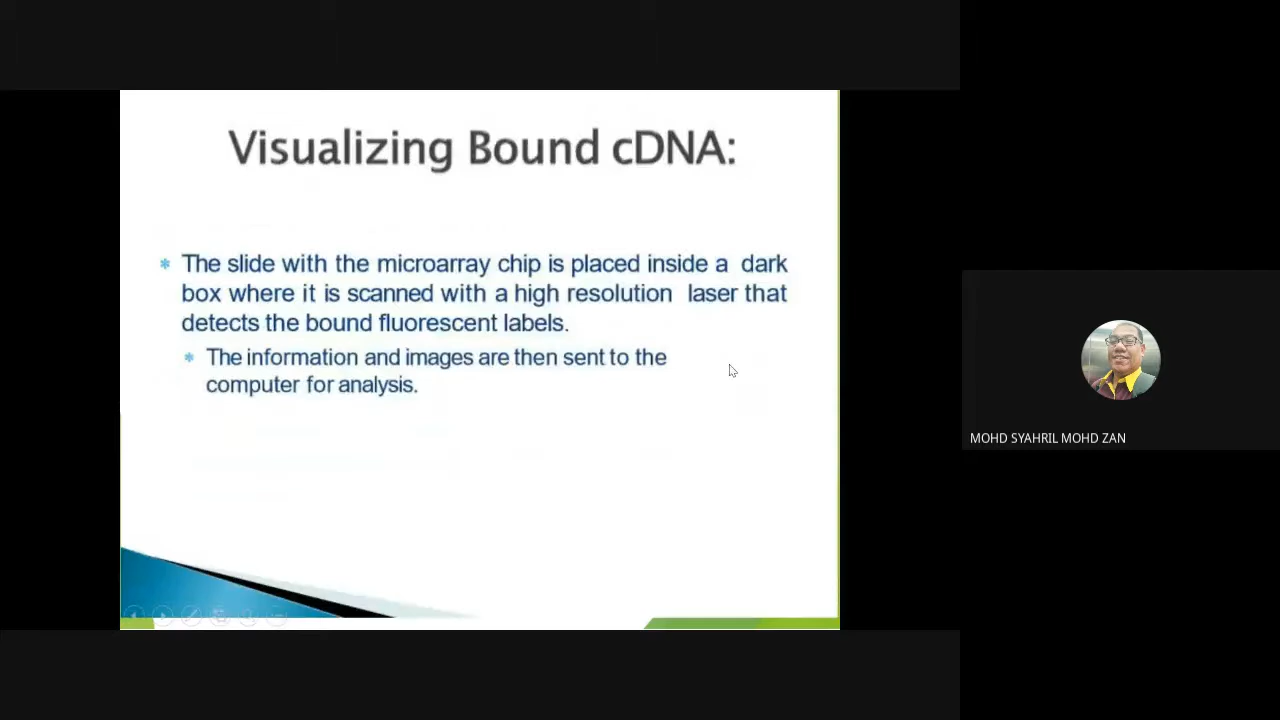 Visualizing Bound cDNA:
The slide with the microarray chip is placed inside a dark
box where it is scanned with a high resolution laser that
detects the bound fluorescent labels.
The information and images are then sent to the
computer for analysis.
MOHD SYAHRIL MOHD ZAN